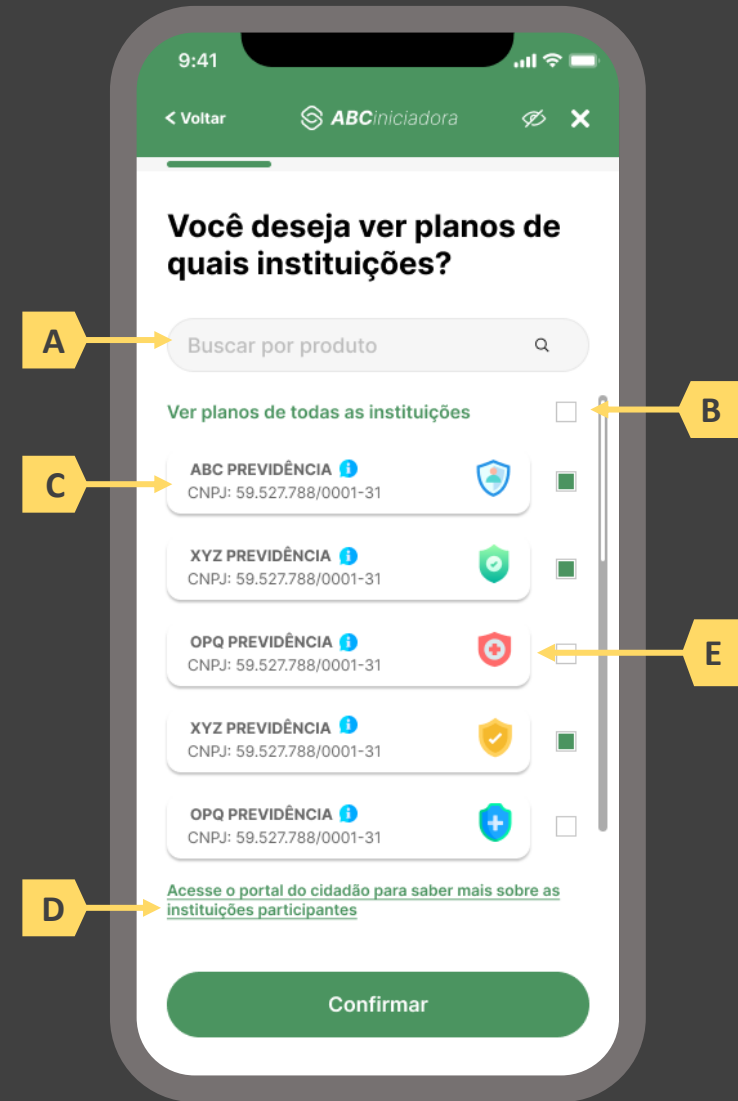 9:41
Voltar
ABCiniciadora
Você deseja ver planos de
quais instituições?
A
Buscar por produto
Ver planos de todas as instituições
B
C
ABC PREVIDÊNCIA i
CNPJ: 59.527.788/0001-31
XYZ PREVIDÊNCIA i
CNPJ: 59.527.788/0001-31
OPQ PREVIDÊNCIA i
CNPJ: 59.527.788/0001-31
E
XYZ PREVIDÊNCIA i
CNPJ: 59.527.788/0001-31
OPQ PREVIDÊNCIA i
CNPJ: 59.527.788/0001-31
D
Acesse o portal do cidadão para saber mais sobre as
instituições participantes
Confirmar